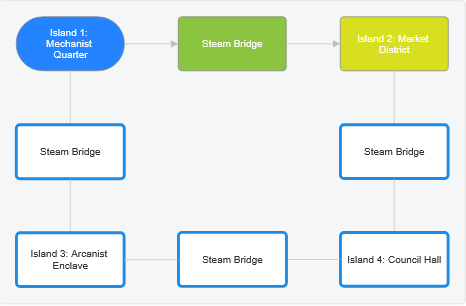 Island 1:
Mechanist
Quarter
Steam Bridge
Island 2: Market
District
Steam Bridge
Steam Bridge
Island 3: Arcanist
Enclave
Steam Bridge
Island 4: Council Hall